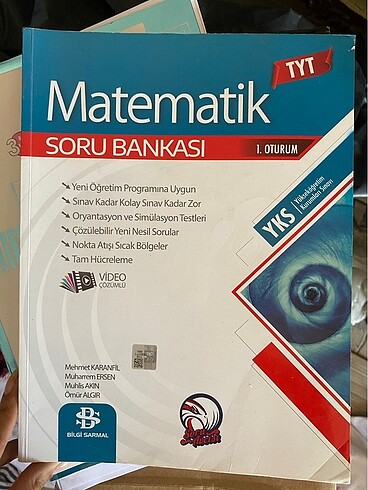 TYT
Matematik
SORU BANKASI
1. OTURUM
YKS Yükseköğretim
Kurumları Sınavı
Yeni Öğretim Programına Uygun
Sınav Kadar Kolay Sınav Kadar Zor
Oryantasyon ve Simülasyon Testleri
Çözülebilir Yeni Nesil Sorular
Nokta Atışı Sıcak Bölgeler
Tam Hücreleme
VİDEO
ÇÖZÜMLÜ
Mehmet KARANFİL
Muharrem ERSEN
Muhlis AKIN
Ömür ALGIR
BİLGİ SARMAL